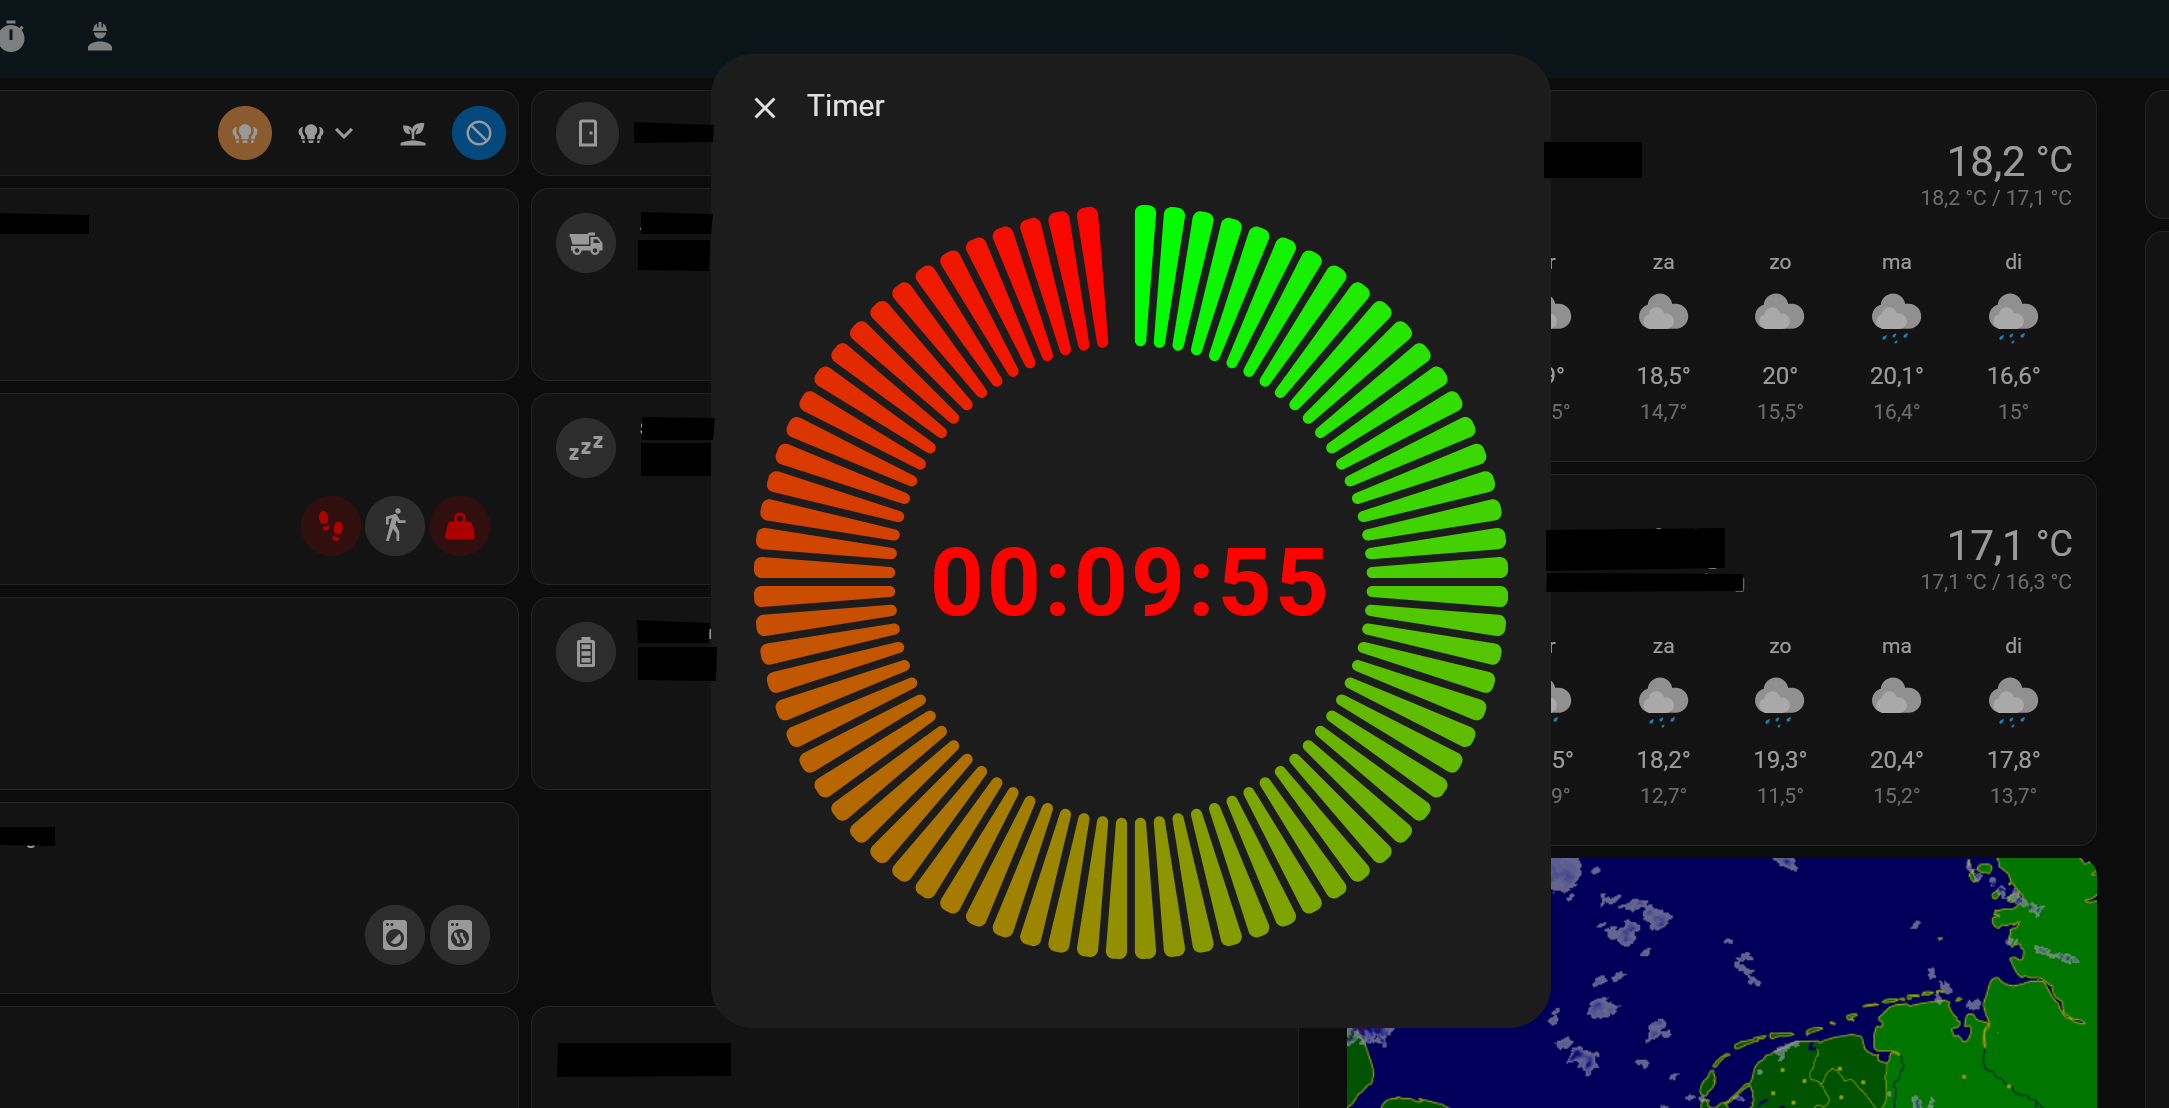 Timer
00:09:55
zzz
18,2 °C
18,2 °C / 17,1 °C
r za zo ma di
9° 18,5° 20° 20,1° 16,6°
5° 14,7° 15,5° 16,4° 15°
17,1 °C
17,1 °C / 16,3 °C
r za zo ma di
5° 18,2° 19,3° 20,4° 17,8°
9° 12,7° 11,5° 15,2° 13,7°